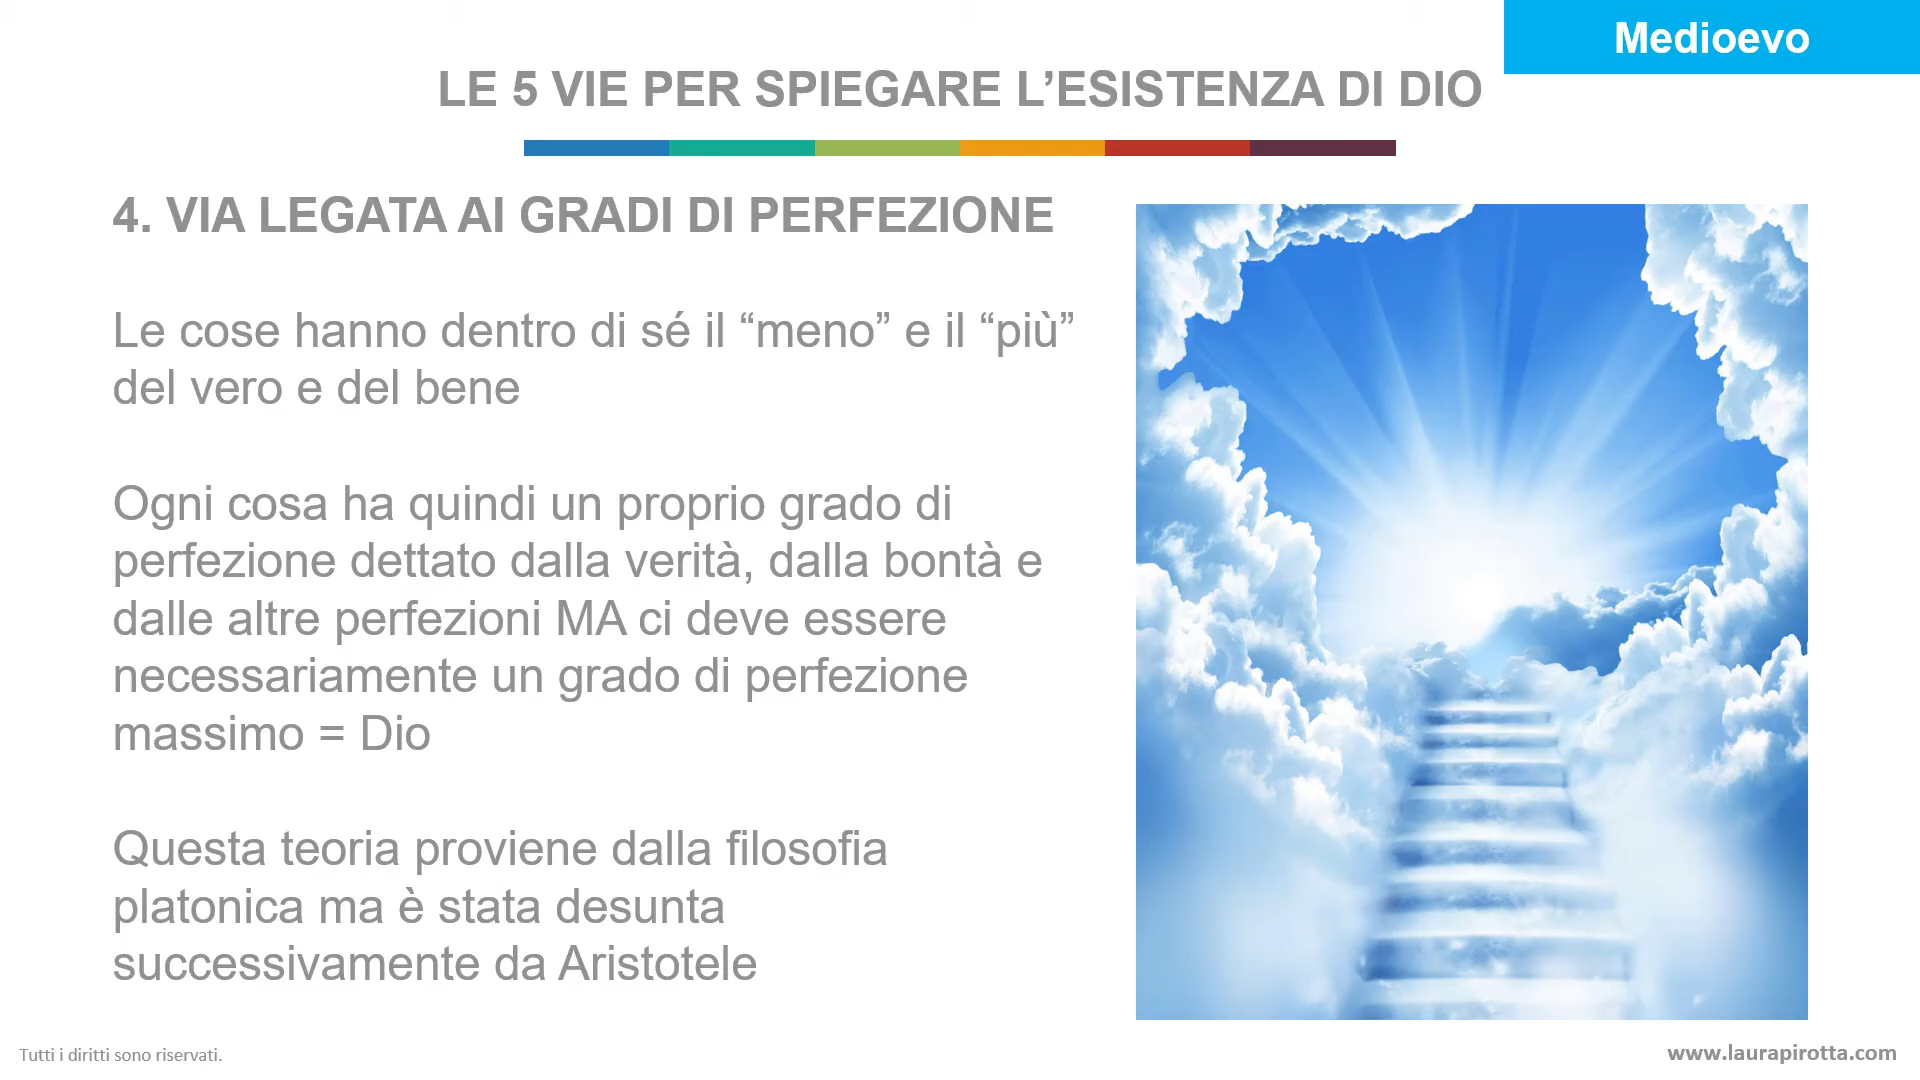 Medioevo
LE 5 VIE PER SPIEGARE L’ESISTENZA DI DIO
4. VIA LEGATA AI GRADI DI PERFEZIONE
Le cose hanno dentro di sé il “meno” e il “più”
del vero e del bene
Ogni cosa ha quindi un proprio grado di
perfezione dettato dalla verità, dalla bontà e
dalle altre perfezioni MA ci deve essere
necessariamente un grado di perfezione
massimo = Dio
Questa teoria proviene dalla filosofia
platonica ma è stata desunta
successivamente da Aristotele
Tutti i diritti sono riservati.
www.laurapirotta.com